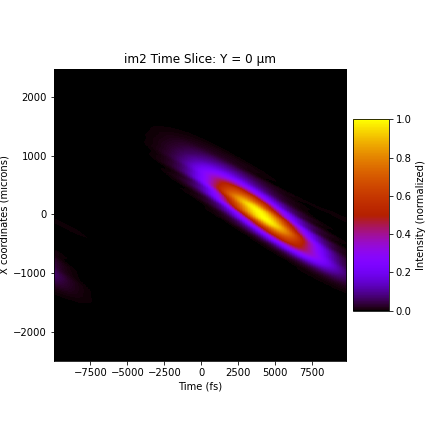 im2 Time Slice: Y = 0 µm
2000
1000
0
−1000
−2000
X coordinates (microns)
−7500 −5000 −2500 0 2500 5000 7500
Time (fs)
1.0
0.8
0.6
0.4
0.2
0.0
Intensity (normalized)